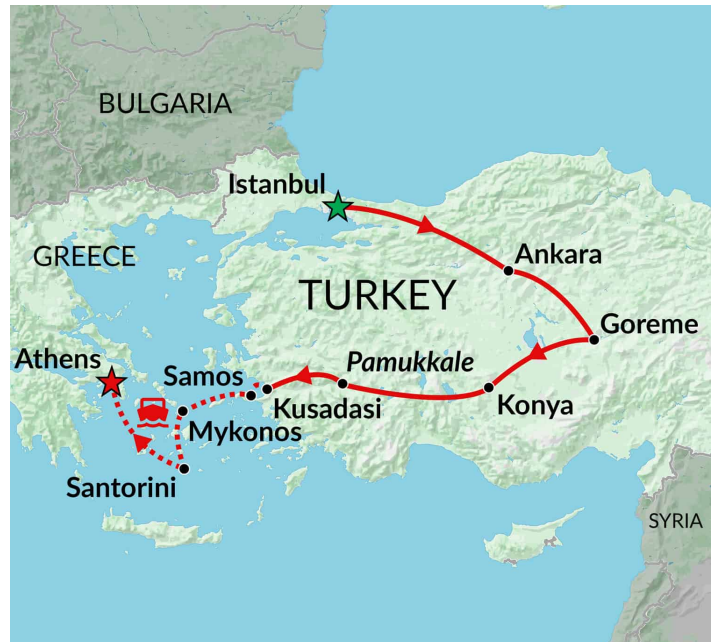 BULGARIA
Istanbul
GREECE
Ankara
TURKEY
Goreme
Athens
Pamukkale
Samos
Kusadasi
Konya
Mykonos
Santorini
SYRIA